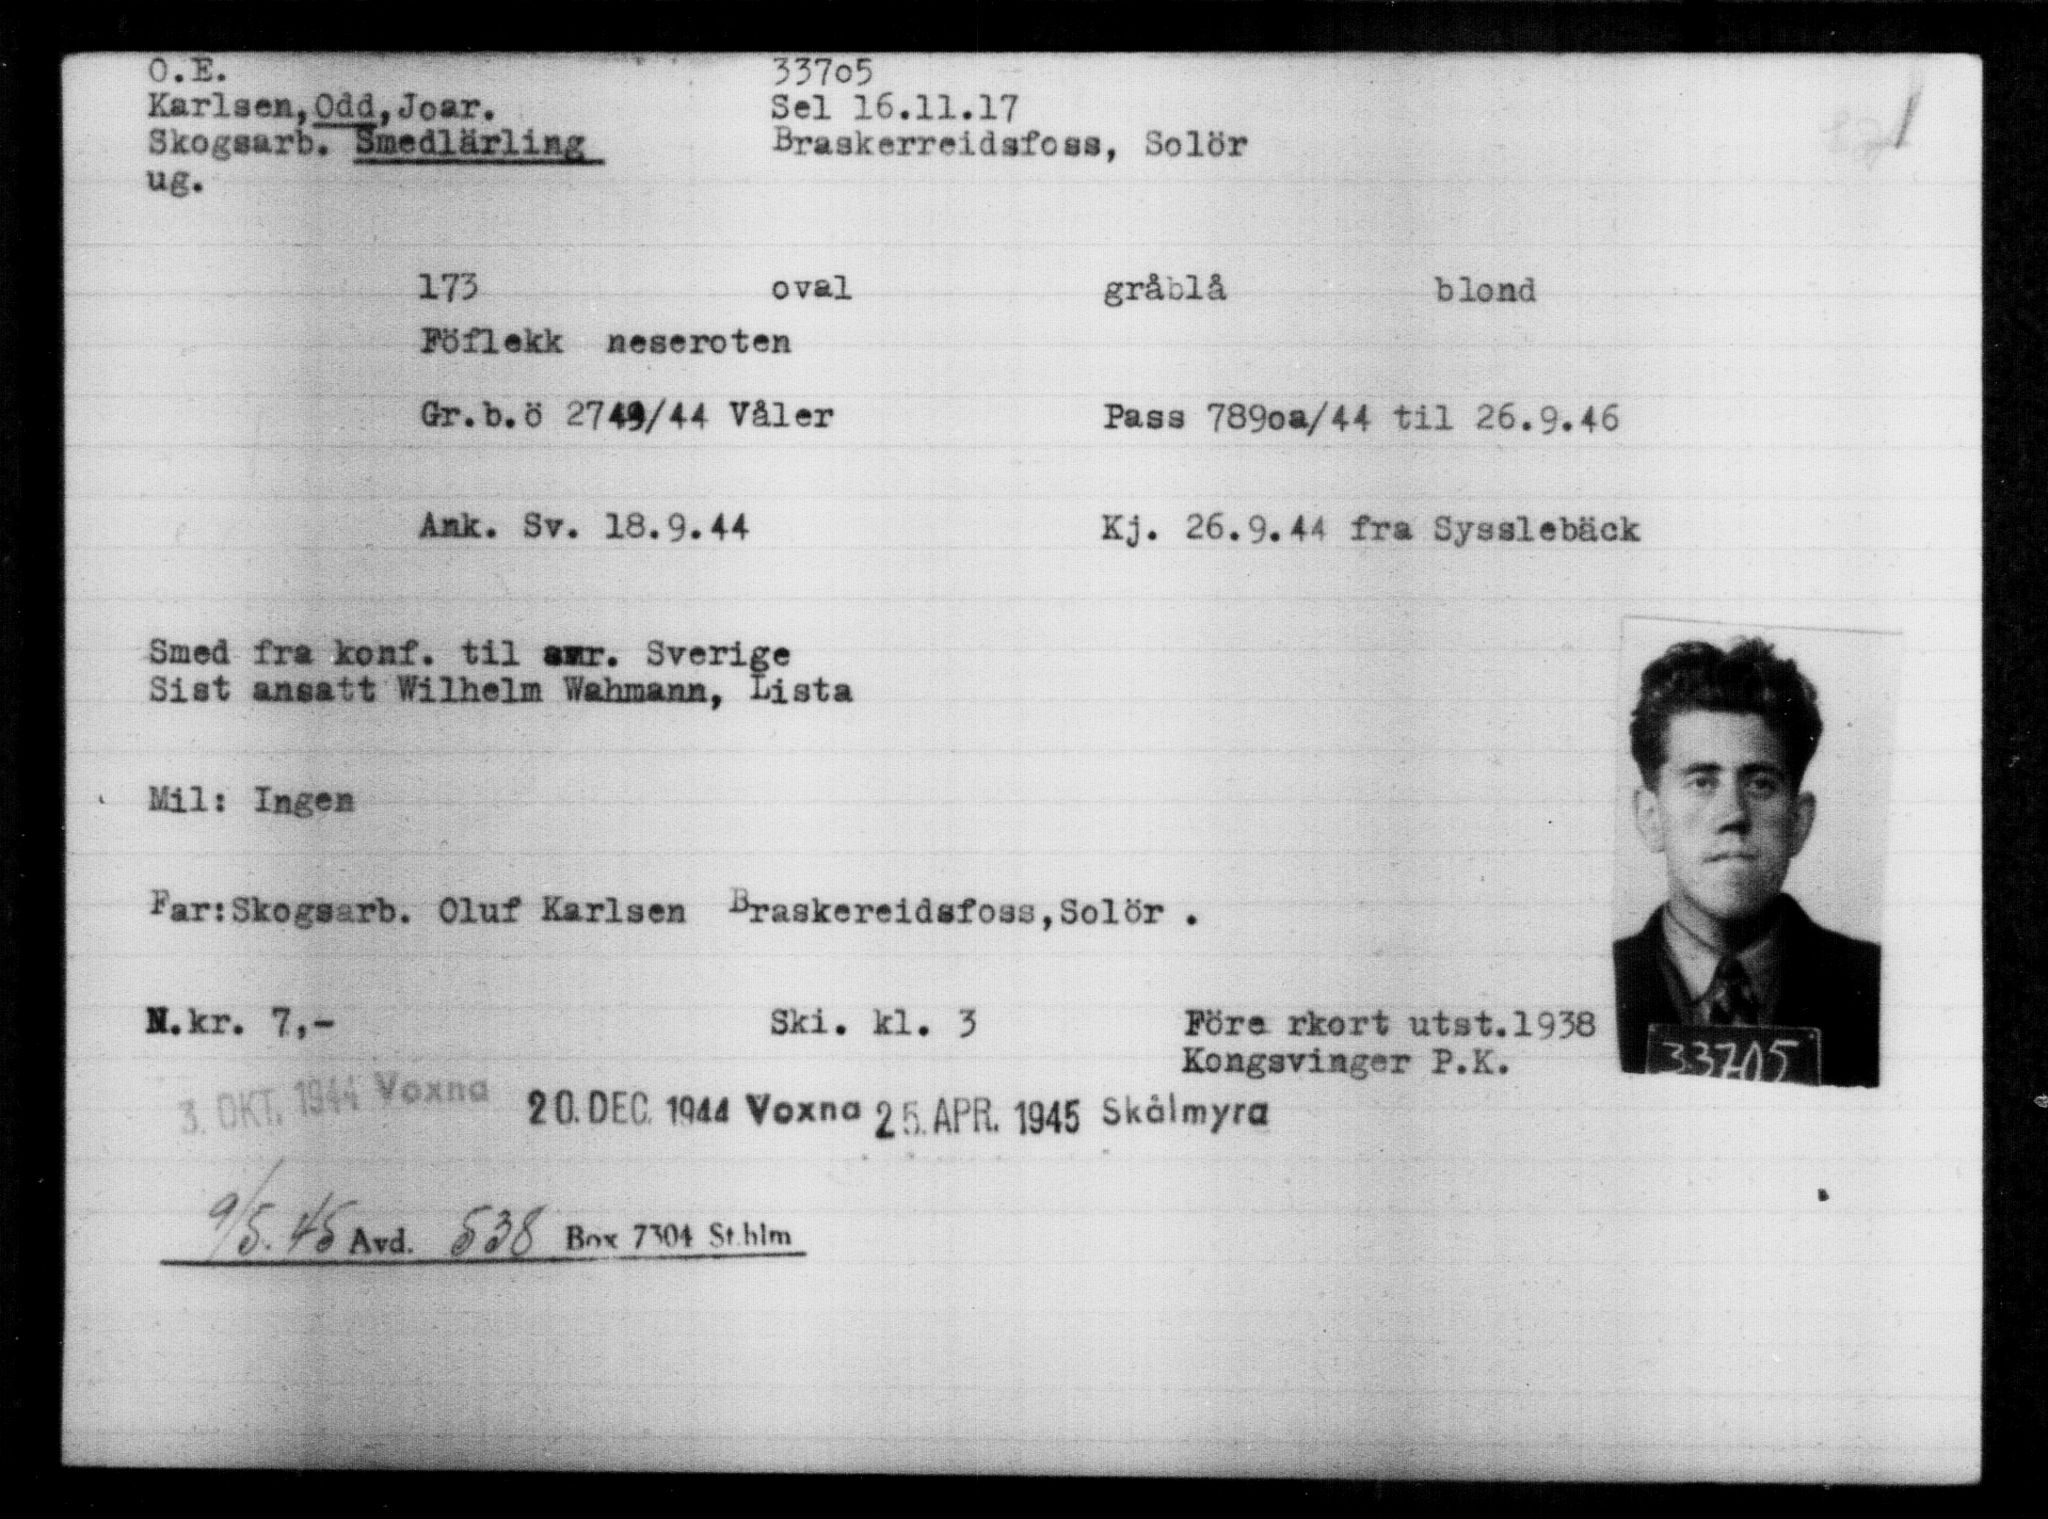 O.E. 33705
Karlsen, Odd, Joar. Sel 16.11.17
Skogsarb. Smedlärling Braskerreidsfoss, Solör
ug.
173 oval gråblå blond
Föflekk neseroten
Gr.b.ö 2749/44 Våler Pass 7890a/44 til 26.9.46
Ank. Sv. 18.9.44 Kj. 26.9.44 fra Sysslebäck
Smed fra konf. til avr. Sverige
Sist ansatt Wilhelm Wahmann, Lista
Mil: Ingen
Far:Skogsarb. Oluf Karlsen Braskereidsfoss,Solör .
N.kr. 7,- Ski. kl. 3 Före rkort utst.1938
Kongsvinger P.K.
33705
3. OKT. 1944 Voxna 20. DEC. 1944 Voxna 25. APR. 1945 Skålmyra
9/5.45 Avd. 538 Box 7304 St.hlm